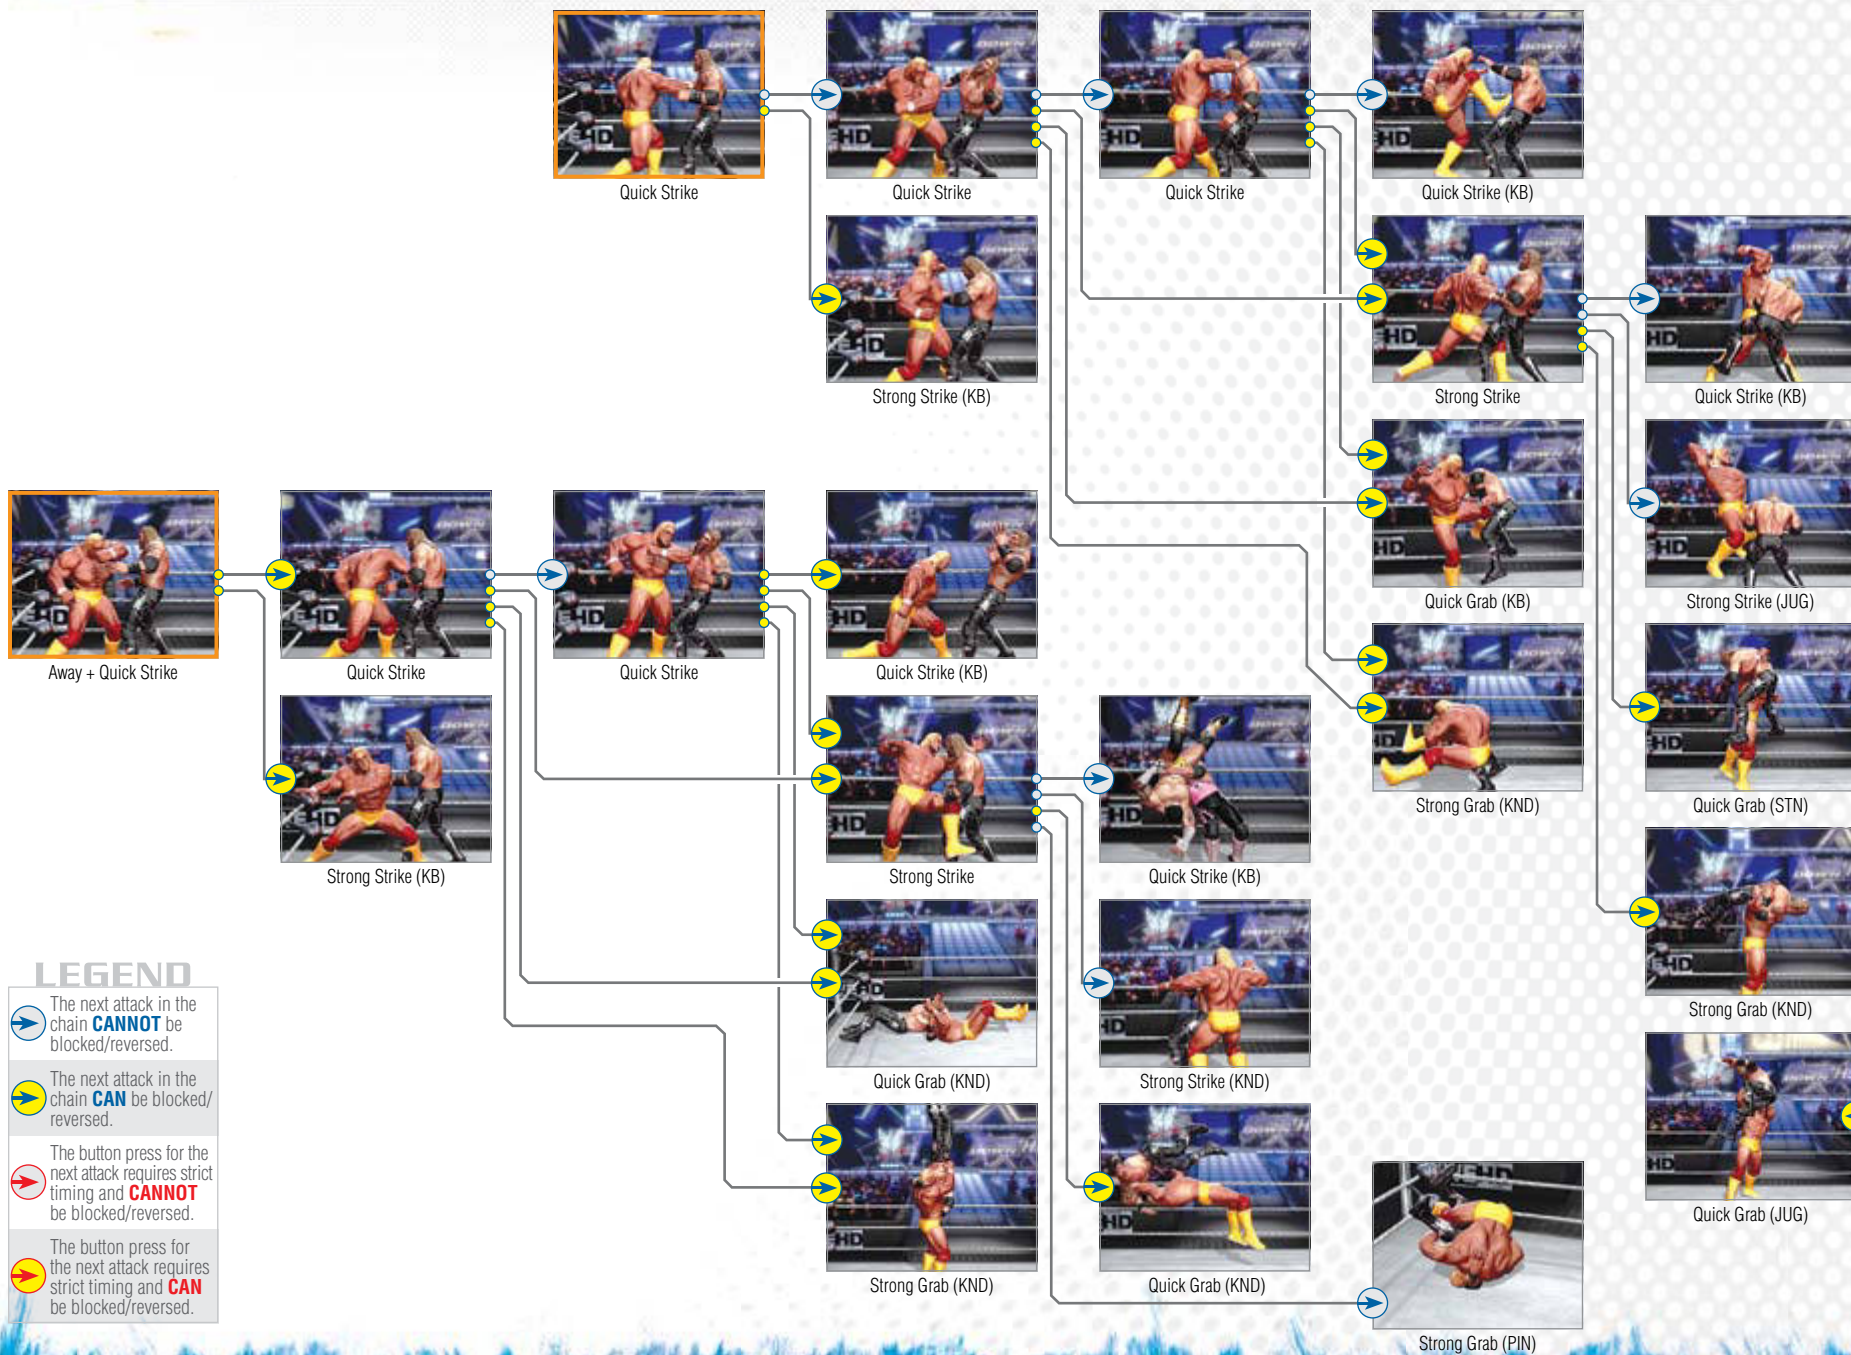 Quick Strike
Quick Strike
Quick Strike
Quick Strike (KB)
Strong Strike (KB)
Strong Strike
Quick Strike (KB)
Quick Grab (KB)
Strong Strike (JUG)
Away + Quick Strike
Quick Strike
Quick Strike
Quick Strike (KB)
Strong Grab (KND)
Quick Grab (STN)
Strong Strike (KB)
Strong Strike
Quick Strike (KB)
Strong Grab (KND)
Quick Grab (KND)
Strong Strike (KND)
Quick Grab (JUG)
Strong Grab (KND)
Quick Grab (KND)
Strong Grab (PIN)
LEGEND
The next attack in the
chain CANNOT be
blocked/reversed.
The next attack in the
chain CAN be blocked/
reversed.
The button press for the
next attack requires strict
timing and CANNOT
be blocked/reversed.
The button press for
the next attack requires
strict timing and CAN
be blocked/reversed.